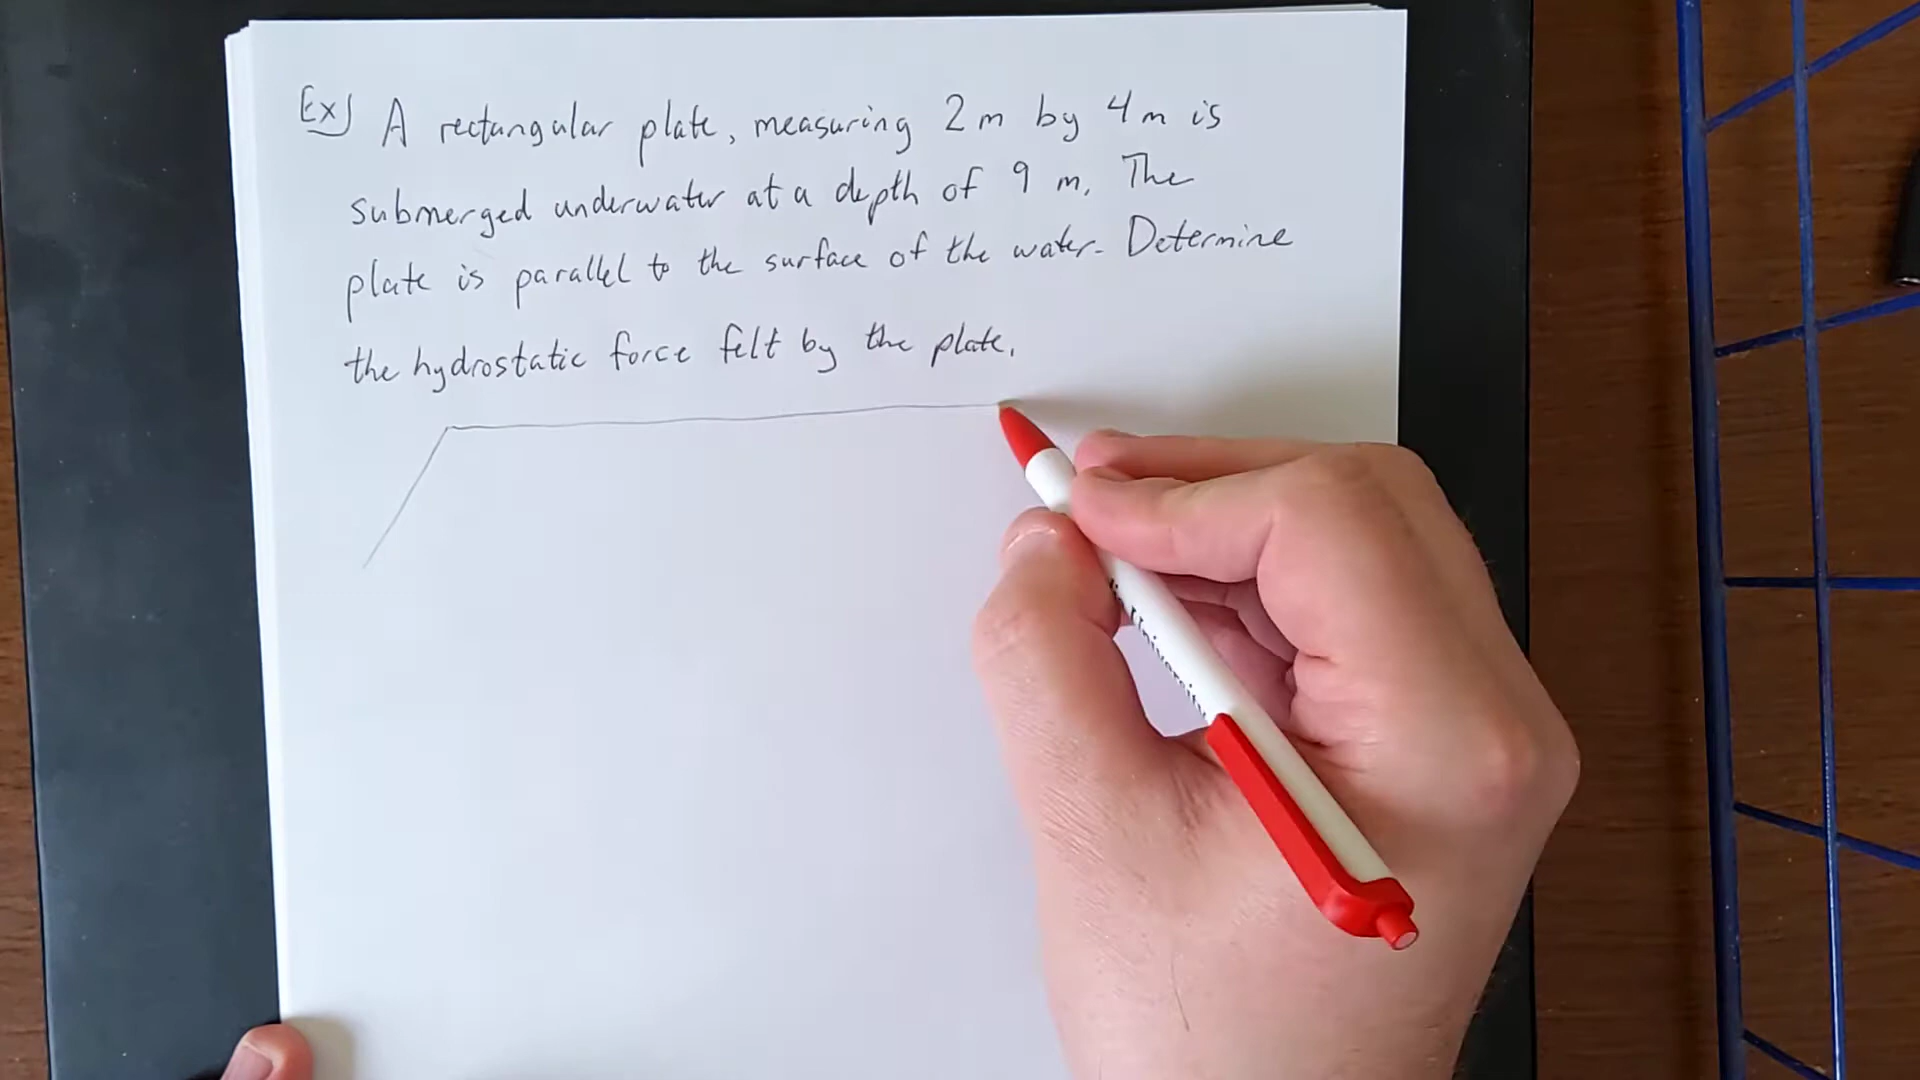 Ex) A rectangular plate, measuring 2 m by 4 m is
submerged underwater at a depth of 9 m. The
plate is parallel to the surface of the water. Determine
the hydrostatic force felt by the plate.
University